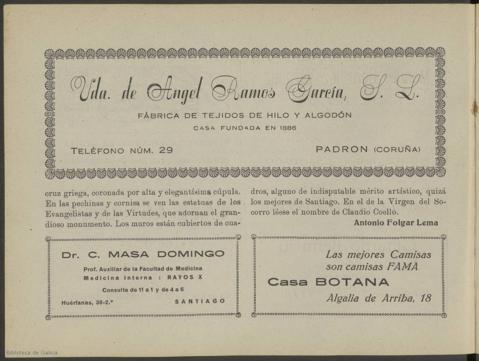 Vda. de Angel Ramos García, S. L.
FÁBRICA DE TEJIDOS DE HILO Y ALGODÓN
CASA FUNDADA EN 1886
TELÉFONO NÚM. 29
PADRON (CORUÑA)
cruz griega, coronada por alta y elegantísima cúpula.
En las pechinas y cornisa se ven las estatuas de los
Evangelistas y de las Virtudes, que adornan el gran-
dioso monumento. Los muros están cubiertos de cua-
dros, alguno de indisputable mérito artístico, quizá
los mejores de Santiago. En el de la Virgen del So-
corro léese el nombre de Claudio Coello.
Antonio Folgar Lema
Dr. C. MASA DOMINGO
Prof. Auxiliar de la Facultad de Medicina
Medicina interna : RAYOS X
Consulta de 11 a 1 y de 4 a 6
Huérfanas, 38-2.º
SANTIAGO
Las mejores Camisas
son camisas FAMA
Casa BOTANA
Algalia de Arriba, 18
Biblioteca de Galicia